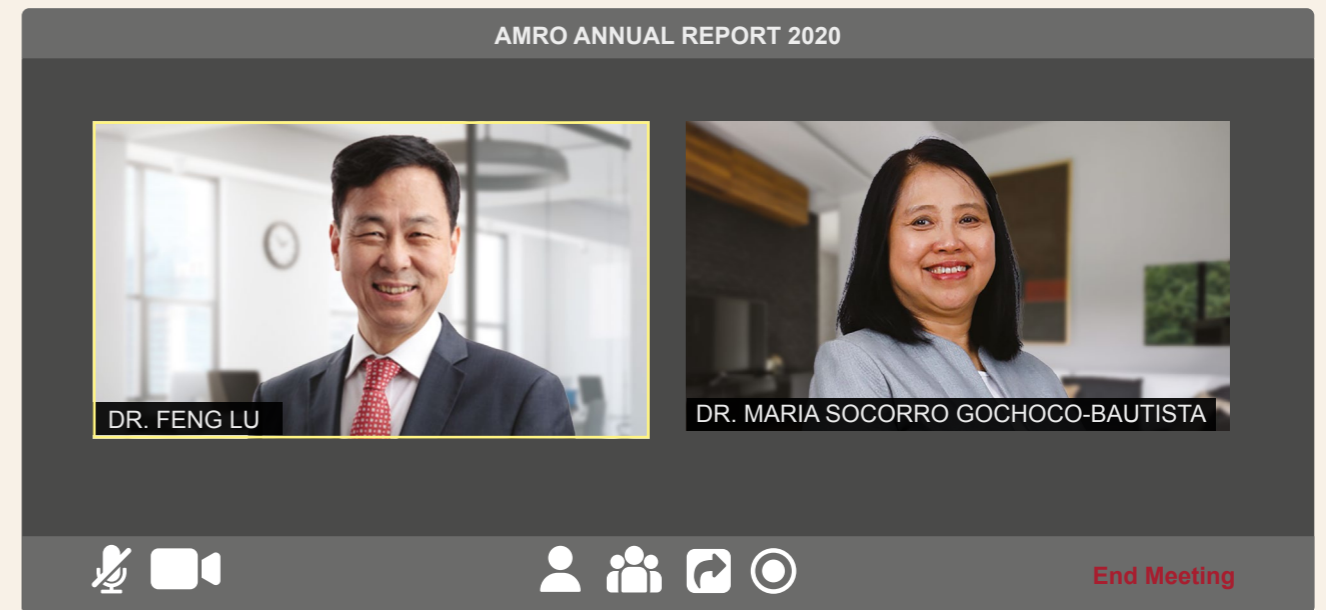 AMRO ANNUAL REPORT 2020
DR. FENG LU
DR. MARIA SOCORRO GOCHOCO-BAUTISTA
End Meeting